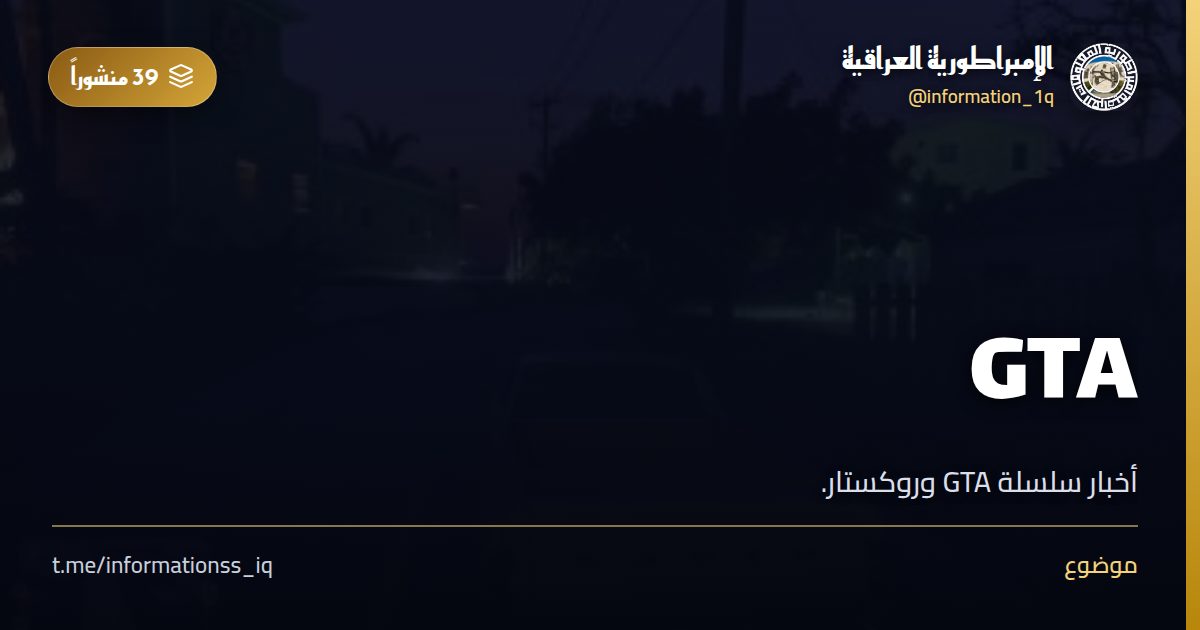 الإمبراطورية العراقية
@information_1q
39 منشوراً
GTA
أخبار سلسلة GTA وروكستار.
موضوع
t.me/informationss_iq